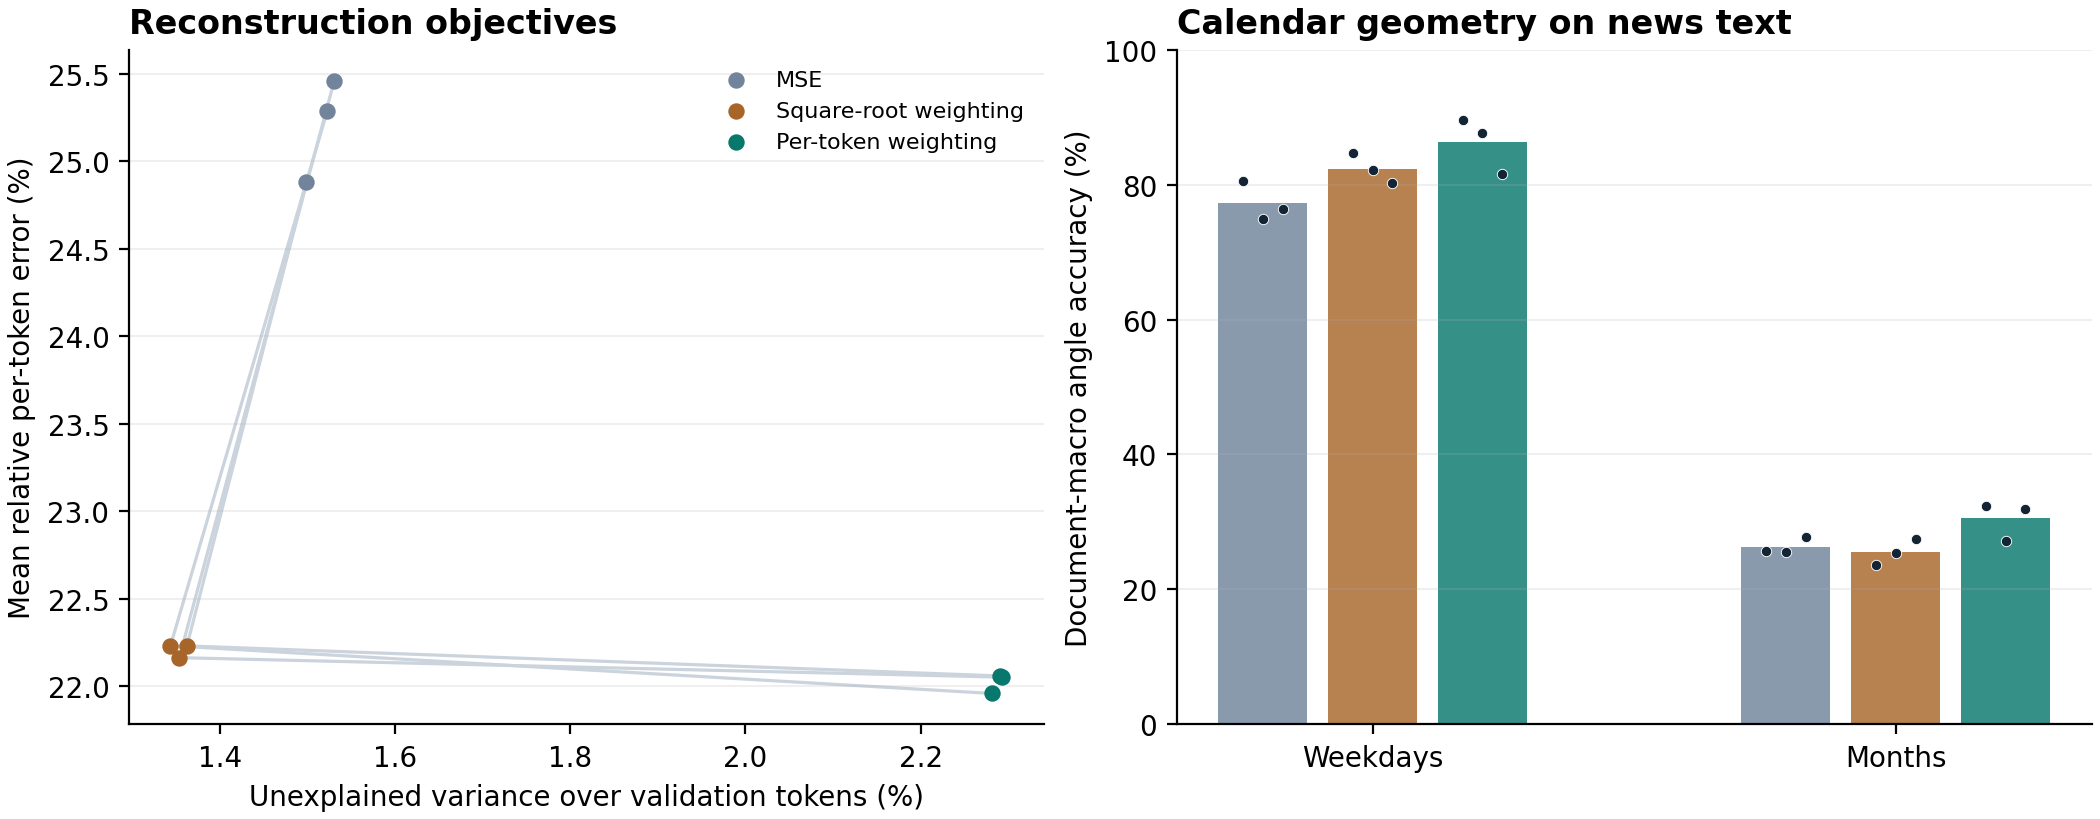 Reconstruction objectives
Mean relative per-token error (%)
25.5
25.0
24.5
24.0
23.5
23.0
22.5
22.0
MSE
Square-root weighting
Per-token weighting
1.4
1.6
1.8
2.0
2.2
Unexplained variance over validation tokens (%)
Calendar geometry on news text
Document-macro angle accuracy (%)
100
80
60
40
20
0
Weekdays
Months